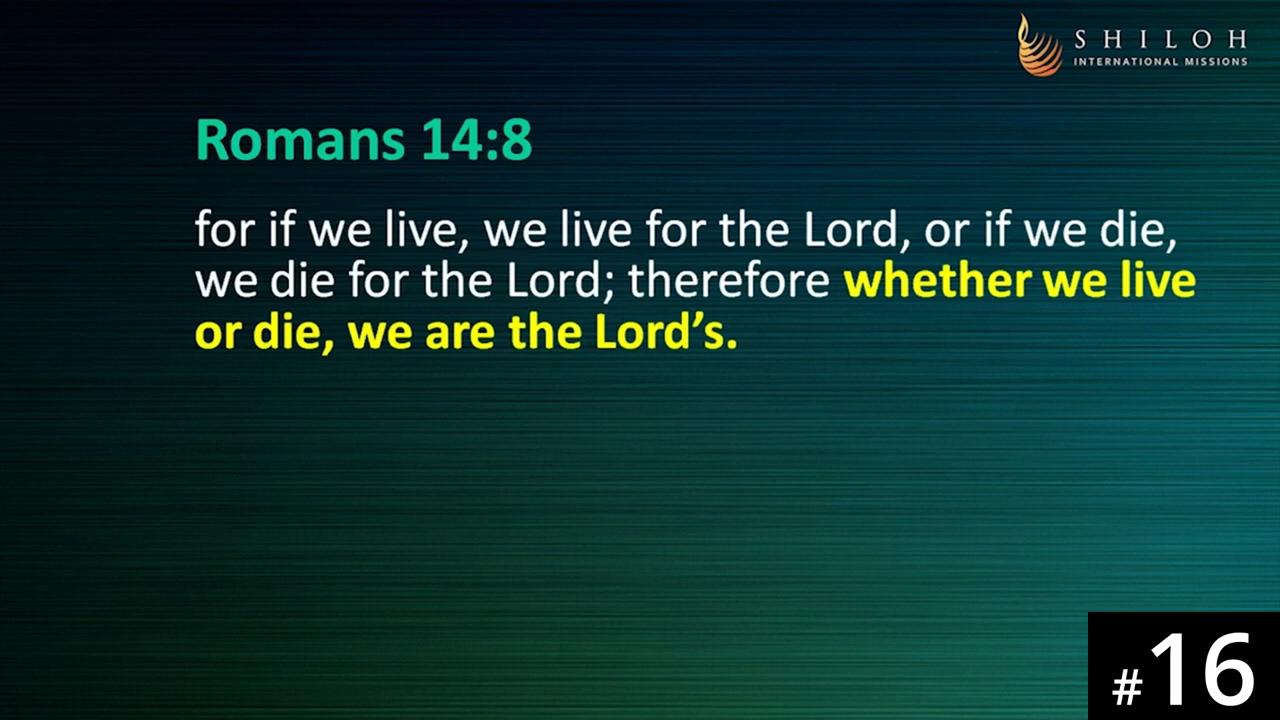 SHILOH
INTERNATIONAL MISSIONS
Romans 14:8
for if we live, we live for the Lord, or if we die,
we die for the Lord; therefore whether we live
or die, we are the Lord’s.
#16